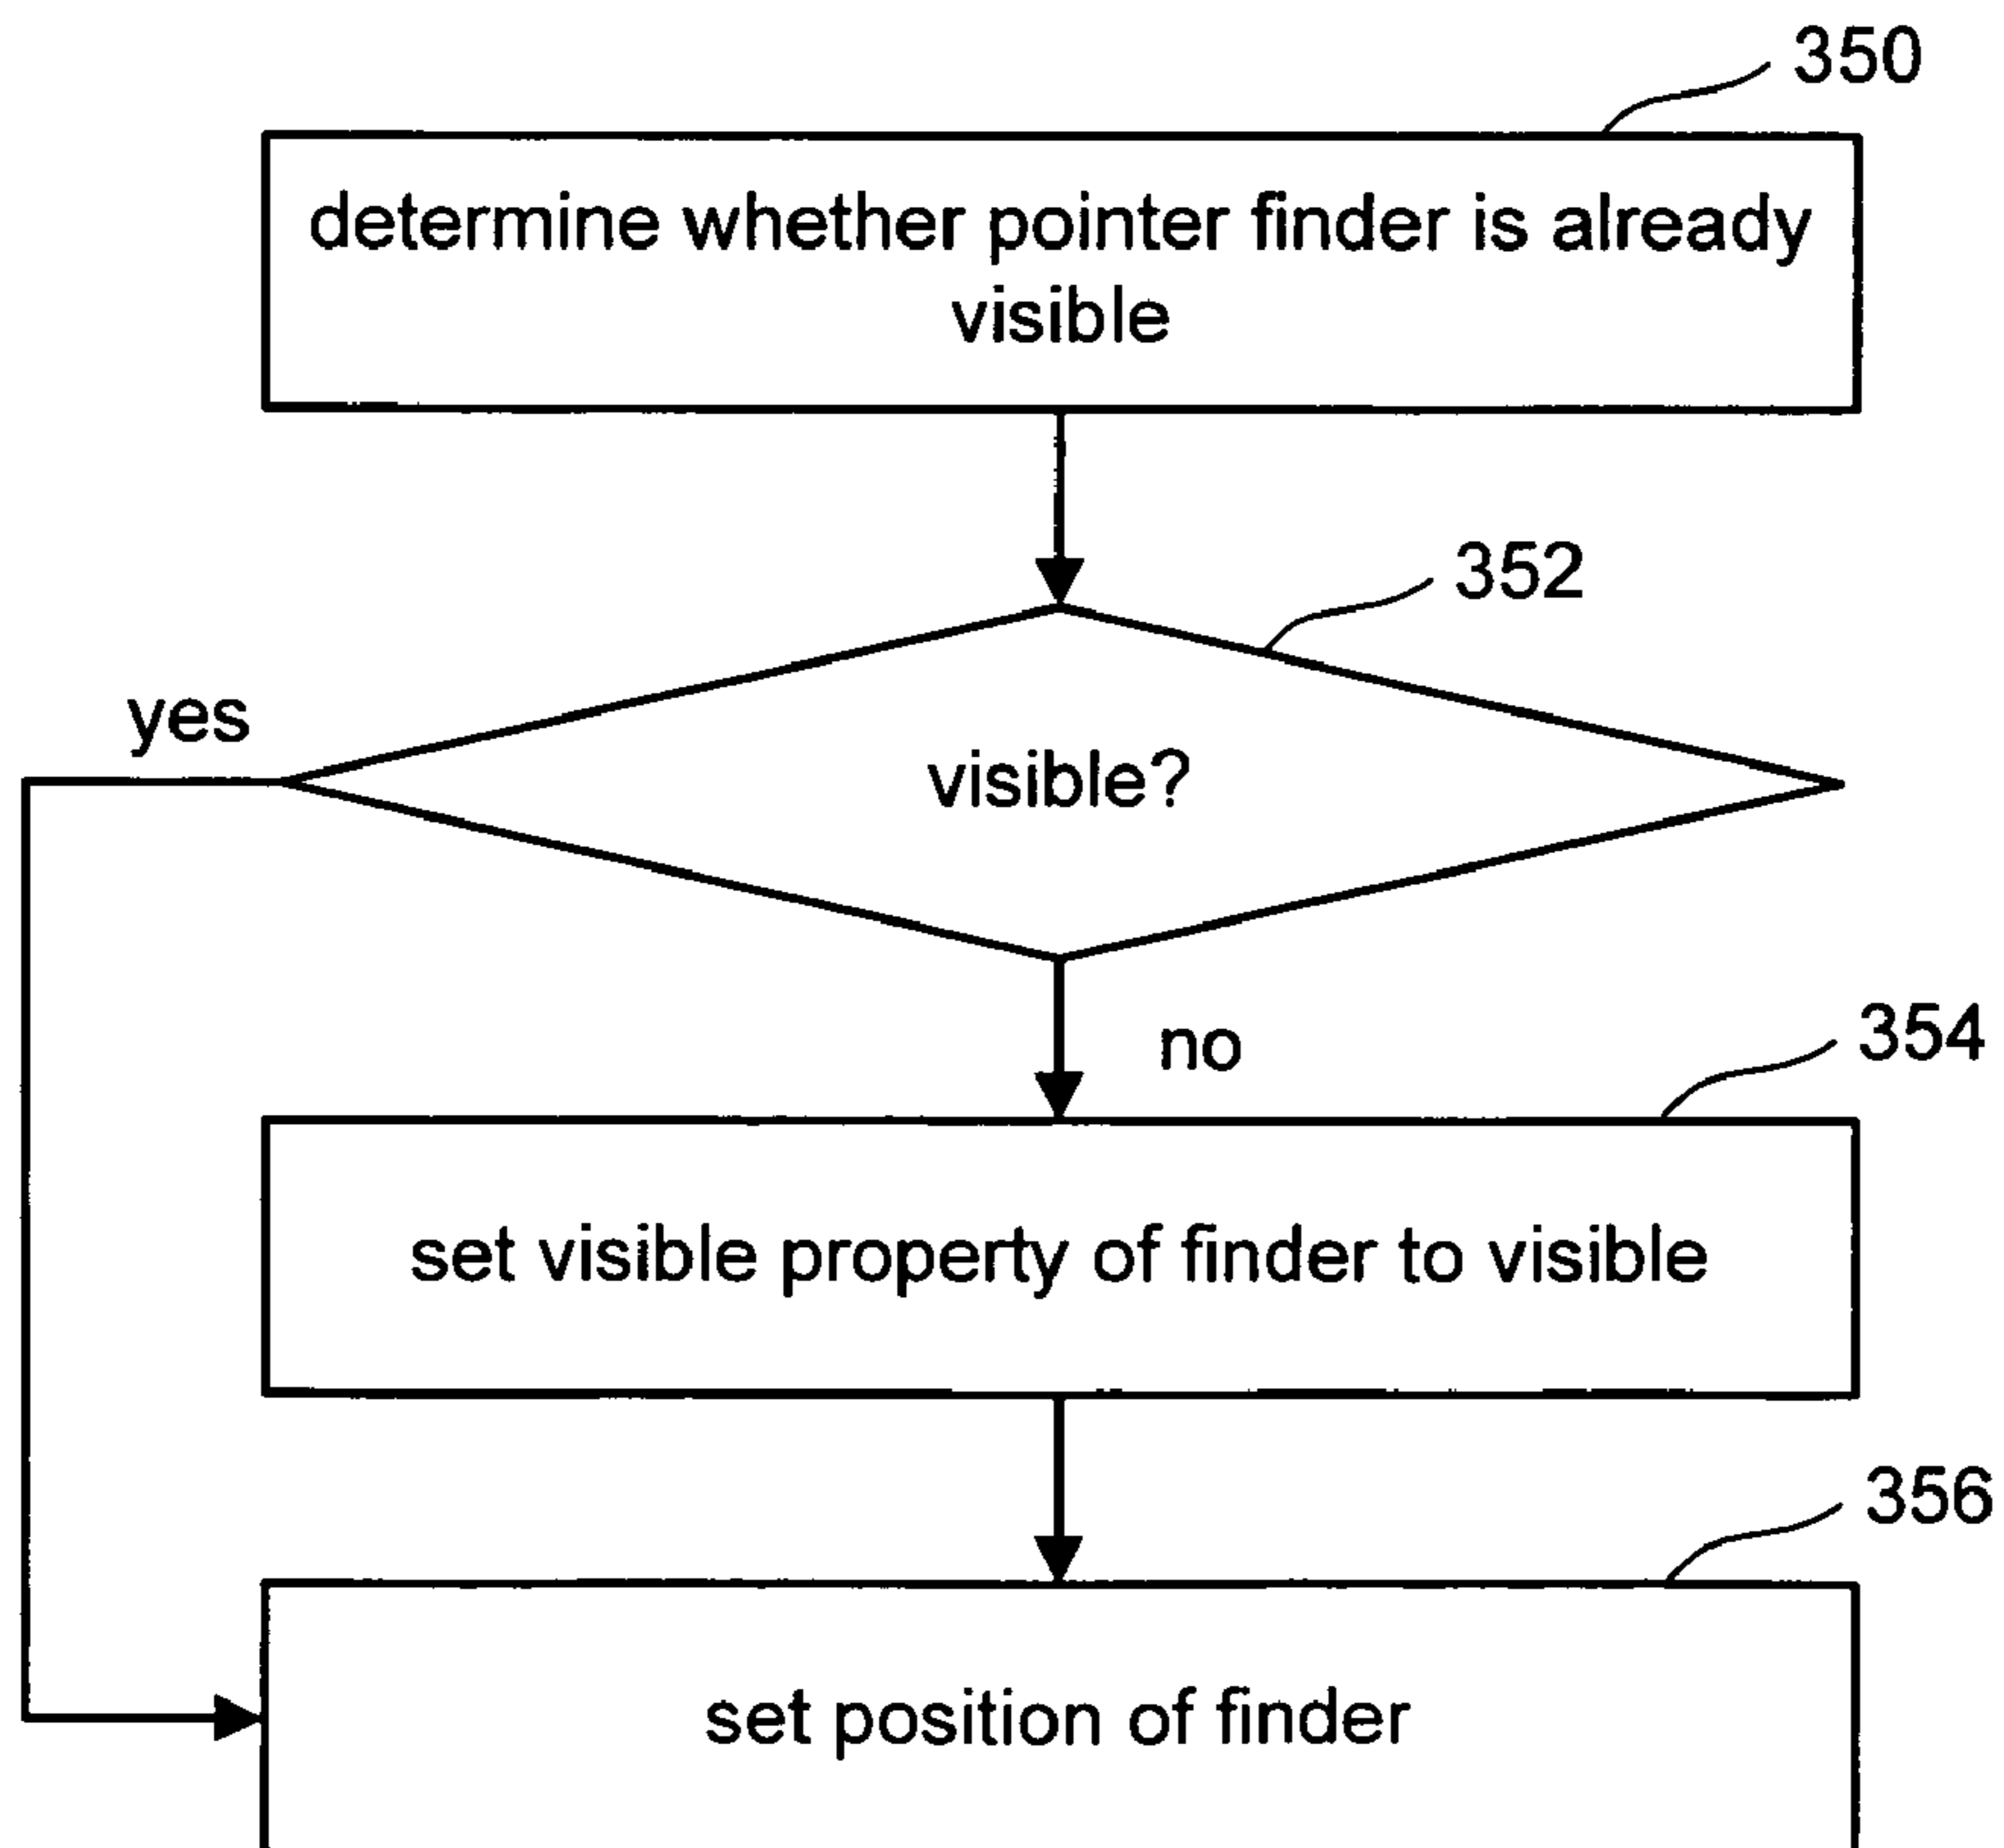 350
determine whether pointer finder is already
visible
352
yes
visible?
no
354
set visible property of finder to visible
356
set position of finder